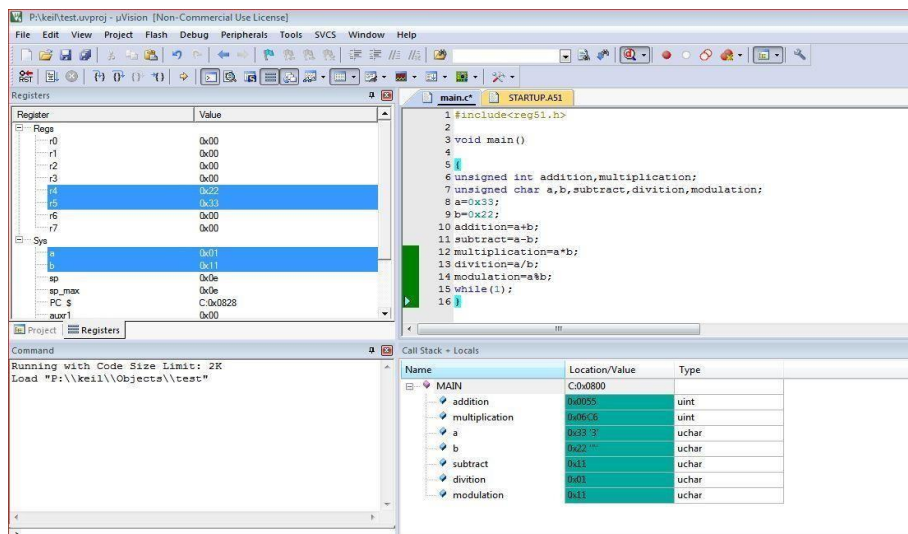 P:\keil\test.uvproj - µVision [Non-Commercial Use License]
File Edit View Project Flash Debug Peripherals Tools SVCS Window Help
Registers
Register Value
Regs
r0 0x00
r1 0x00
r2 0x00
r3 0x00
r4 0x22
r5 0x33
r6 0x00
r7 0x00
Sys
a 0x01
b 0x11
sp 0x0e
sp_max 0x0e
PC $ C:0x0828
auxr1 0x00
Project Registers
main.c* STARTUP.A51
1 #include<reg51.h>
2
3 void main()
4
5 {
6 unsigned int addition,multiplication;
7 unsigned char a,b,subtract,division,modulation;
8 a=0x33;
9 b=0x22;
10 addition=a+b;
11 subtract=a-b;
12 multiplication=a*b;
13 divition=a/b;
14 modulation=a%b;
15 while(1);
16 }
Command
Running with Code Size Limit: 2K
Load "P:\\keil\\Objects\\test"
Call Stack + Locals
Name Location/Value Type
MAIN C:0x0800
addition 0x0055 uint
multiplication 0x06C6 uint
a 0x33 '3' uchar
b 0x22 '"' uchar
subtract 0x11 uchar
divition 0x01 uchar
modulation 0x11 uchar